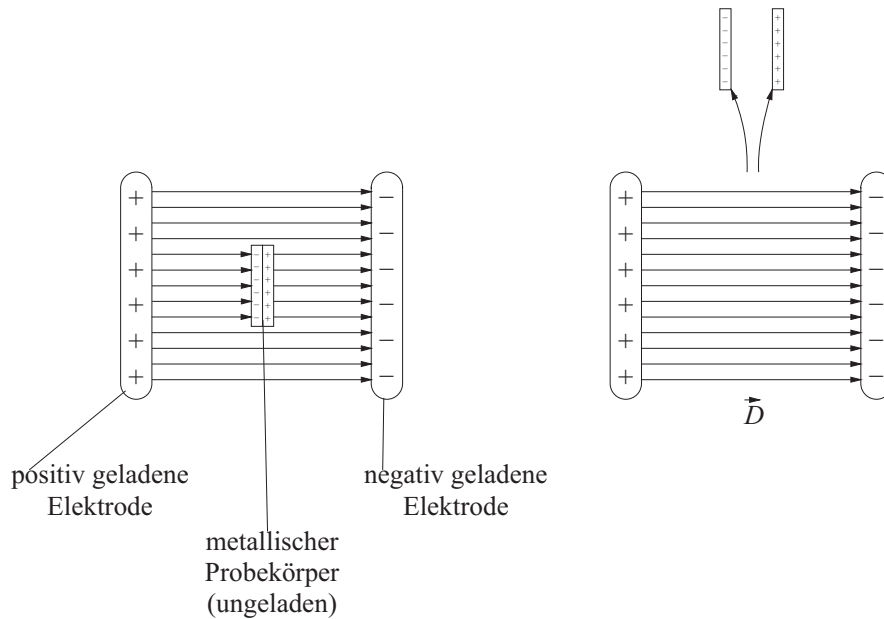 positiv geladene
Elektrode
negativ geladene
Elektrode
metallischer
Probekörper
(ungeladen)
D